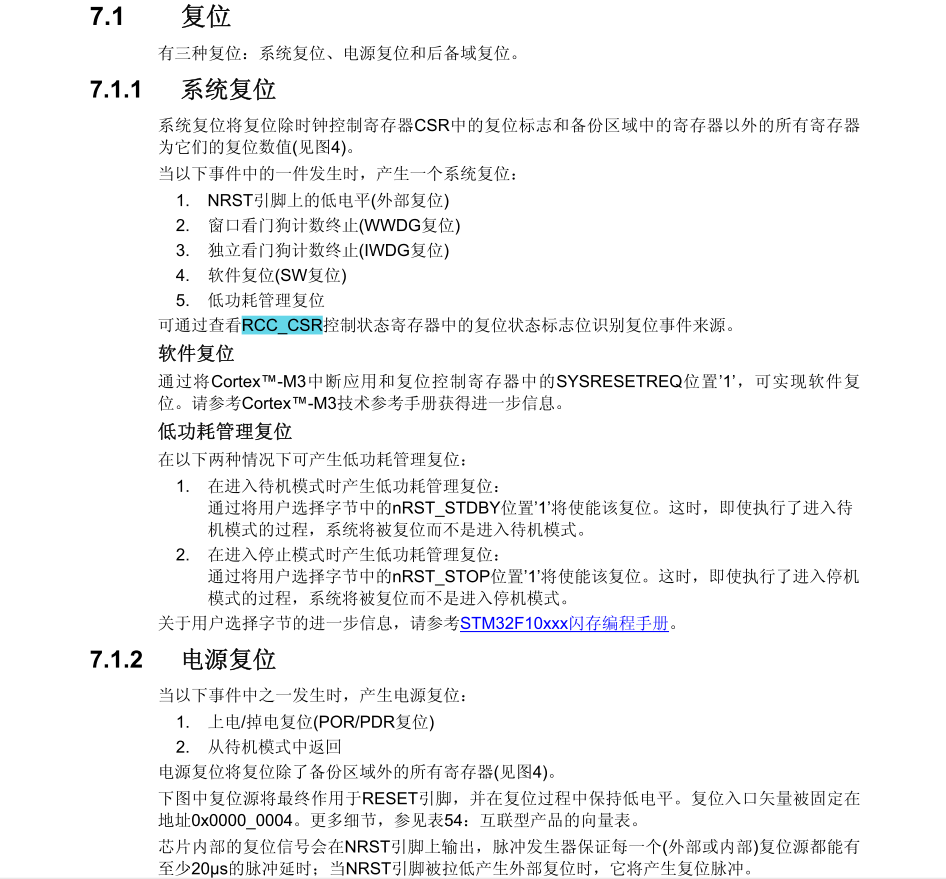 7.1 复位
有三种复位：系统复位、电源复位和后备域复位。
7.1.1 系统复位
系统复位将复位除时钟控制寄存器CSR中的复位标志和备份区域中的寄存器以外的所有寄存器
为它们的复位数值(见图4)。
当以下事件中的一件发生时，产生一个系统复位：
1. NRST引脚上的低电平(外部复位)
2. 窗口看门狗计数终止(WWDG复位)
3. 独立看门狗计数终止(IWDG复位)
4. 软件复位(SW复位)
5. 低功耗管理复位
可通过查看RCC_CSR控制状态寄存器中的复位状态标志位识别复位事件来源。
软件复位
通过将Cortex™-M3中断应用和复位控制寄存器中的SYSRESETREQ位置’1’，可实现软件复
位。请参考Cortex™-M3技术参考手册获得进一步信息。
低功耗管理复位
在以下两种情况下可产生低功耗管理复位：
1. 在进入待机模式时产生低功耗管理复位：
通过将用户选择字节中的nRST_STDBY位置’1’将使能该复位。这时，即使执行了进入待
机模式的过程，系统将被复位而不是进入待机模式。
2. 在进入停止模式时产生低功耗管理复位：
通过将用户选择字节中的nRST_STOP位置’1’将使能该复位。这时，即使执行了进入停机
模式的过程，系统将被复位而不是进入停机模式。
关于用户选择字节的进一步信息，请参考STM32F10xxx闪存编程手册。
7.1.2 电源复位
当以下事件中之一发生时，产生电源复位：
1. 上电/掉电复位(POR/PDR复位)
2. 从待机模式中返回
电源复位将复位除了备份区域外的所有寄存器(见图4)。
下图中复位源将最终作用于RESET引脚，并在复位过程中保持低电平。复位入口矢量被固定在
地址0x0000_0004。更多细节，参见表54：互联型产品的向量表。
芯片内部的复位信号会在NRST引脚上输出，脉冲发生器保证每一个(外部或内部)复位源都能有
至少20μs的脉冲延时；当NRST引脚被拉低产生外部复位时，它将产生复位脉冲。